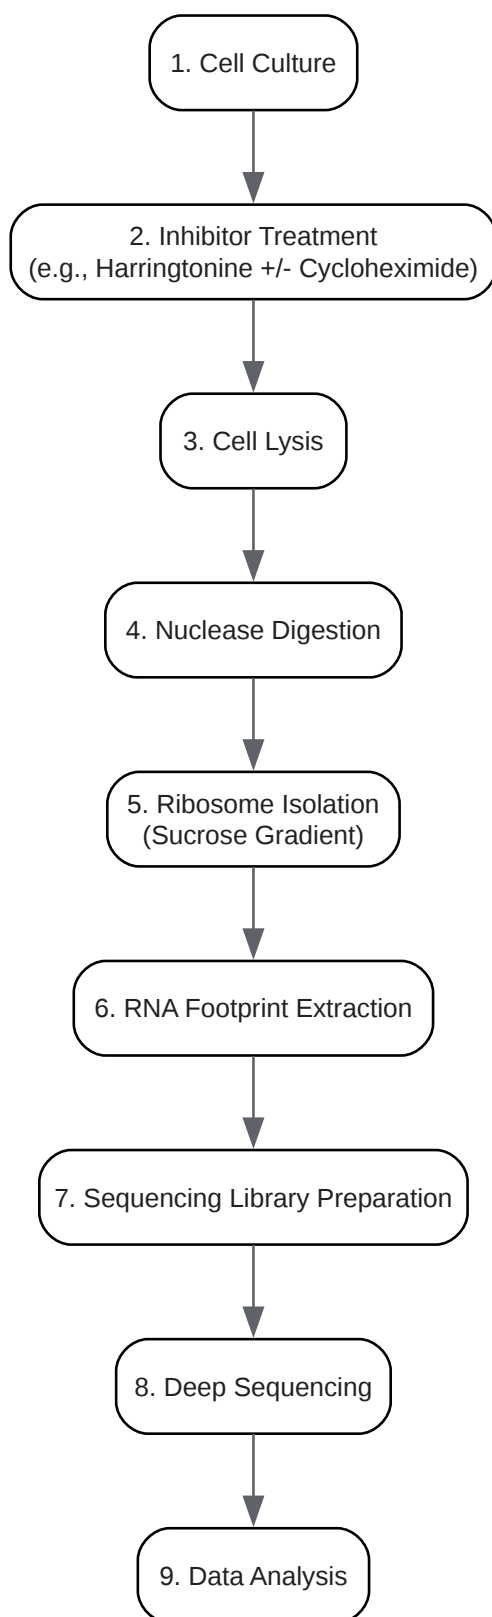 1. Cell Culture
2. Inhibitor Treatment
(e.g., Harringtonine +/- Cycloheximide)
3. Cell Lysis
4. Nuclease Digestion
5. Ribosome Isolation
(Sucrose Gradient)
6. RNA Footprint Extraction
7. Sequencing Library Preparation
8. Deep Sequencing
9. Data Analysis